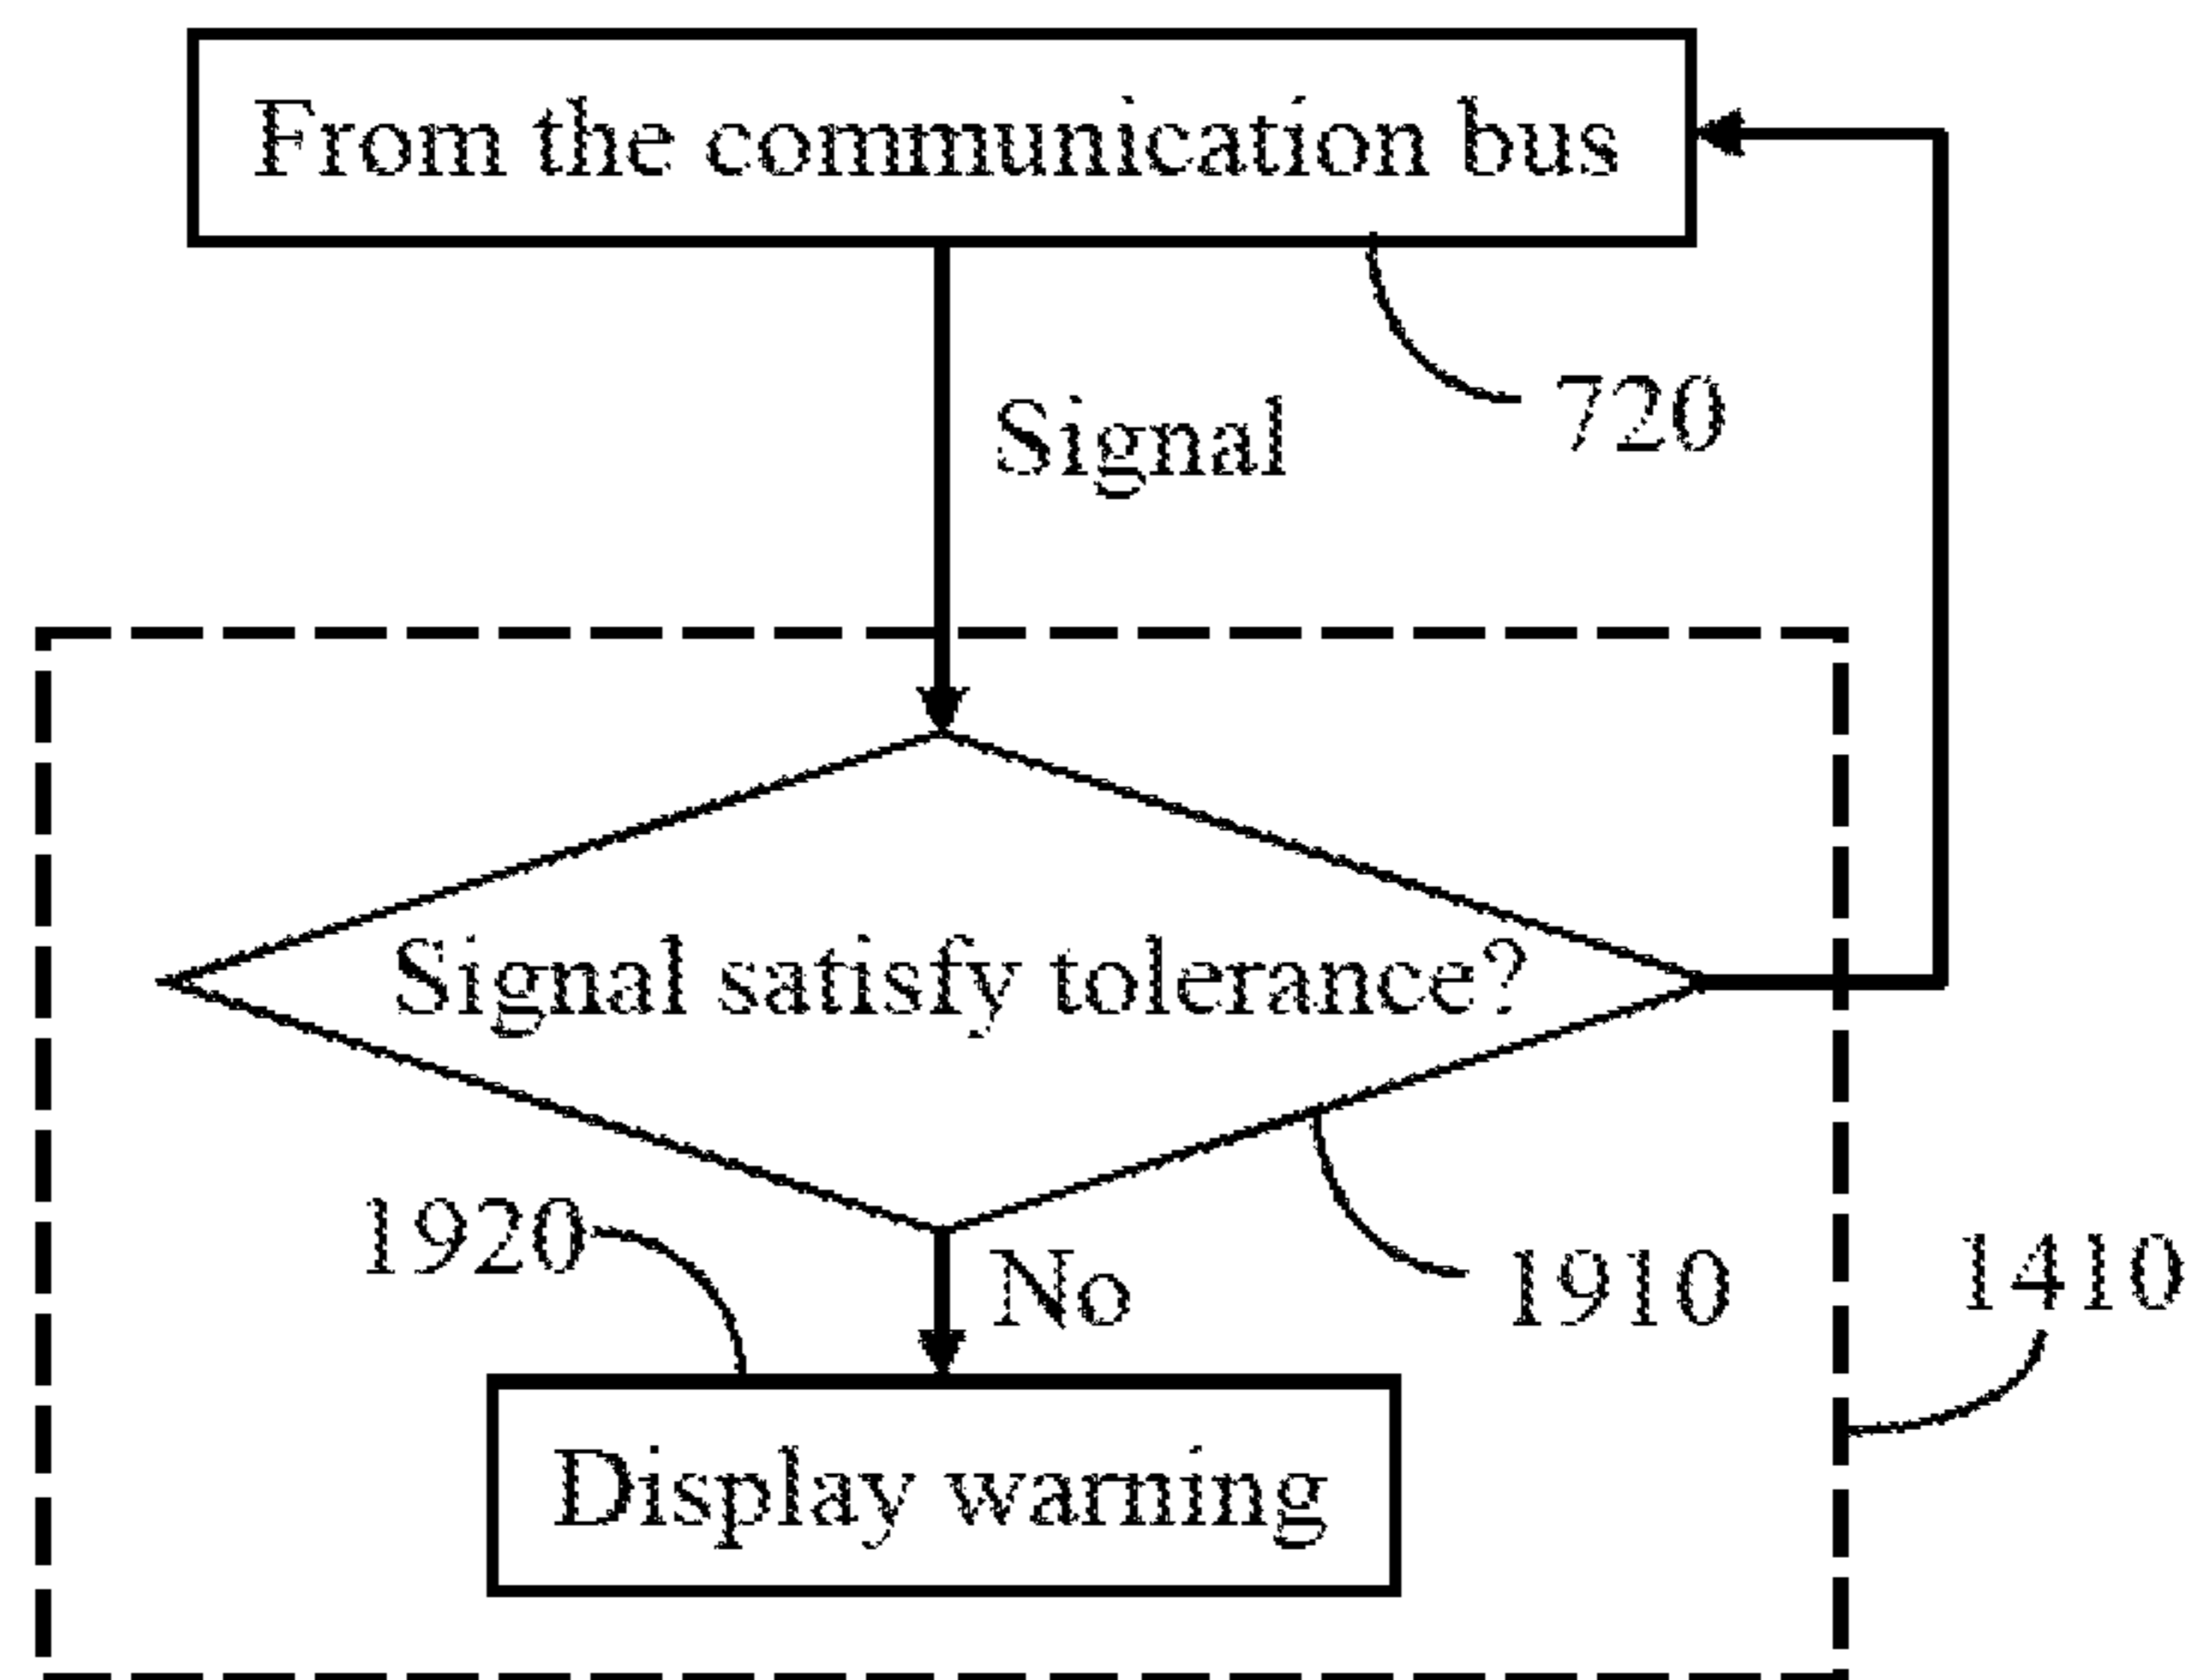 From the communication bus
720
Signal
Signal satisfy tolerance?
1920
No
1910
1410
Display warning